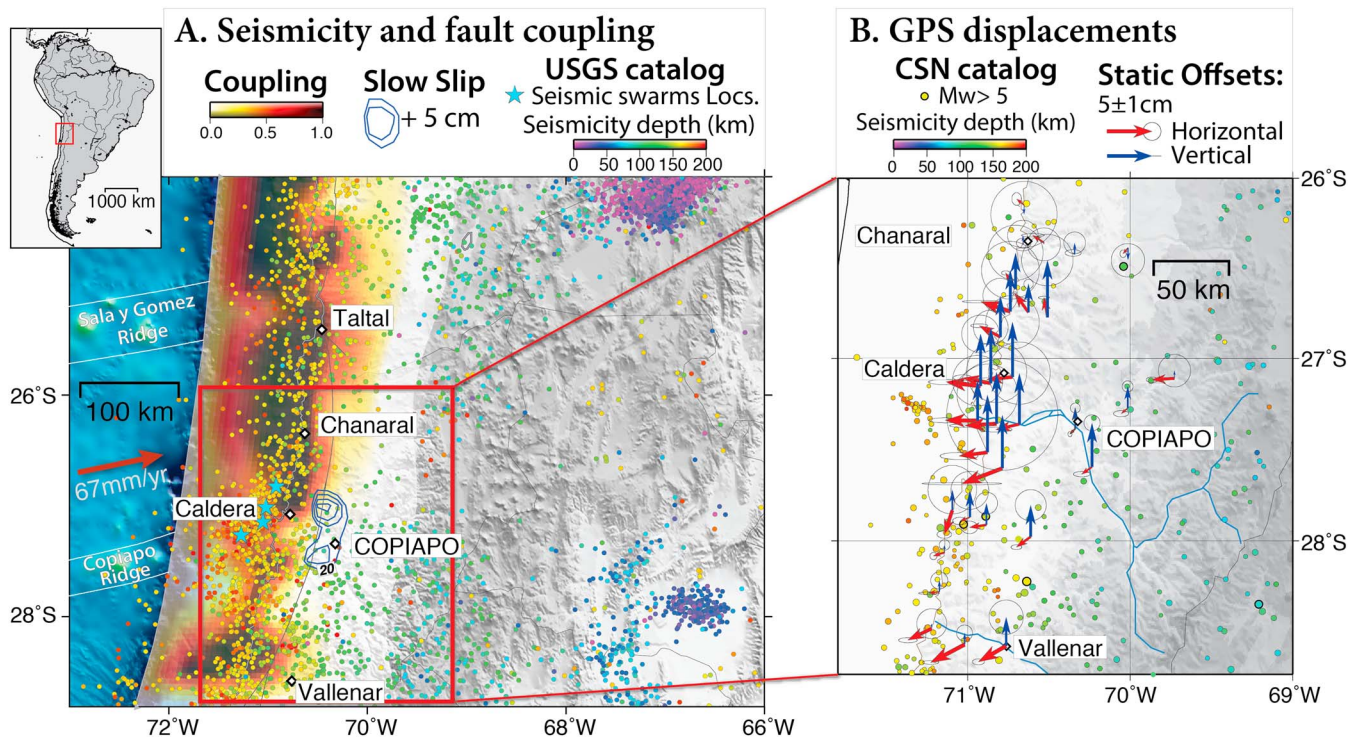 A. Seismicity and fault coupling
Coupling
0.0 0.5 1.0
Slow Slip
+ 5 cm
USGS catalog
Seismic swarms Locs.
Seismicity depth (km)
0 50 100 150 200
1000 km
Sala y Gomez
Ridge
Taltal
26°S
100 km
Chanaral
67mm/yr
Caldera
COPIAPO
Copiapo
Ridge
20
28°S
Vallenar
72°W 70°W 68°W 66°W
B. GPS displacements
CSN catalog
Mw> 5
Seismicity depth (km)
0 50 100 150 200
Static Offsets:
5±1cm
Horizontal
Vertical
26°S
Chanaral
50 km
Caldera
27°S
COPIAPO
28°S
Vallenar
71°W 70°W 69°W